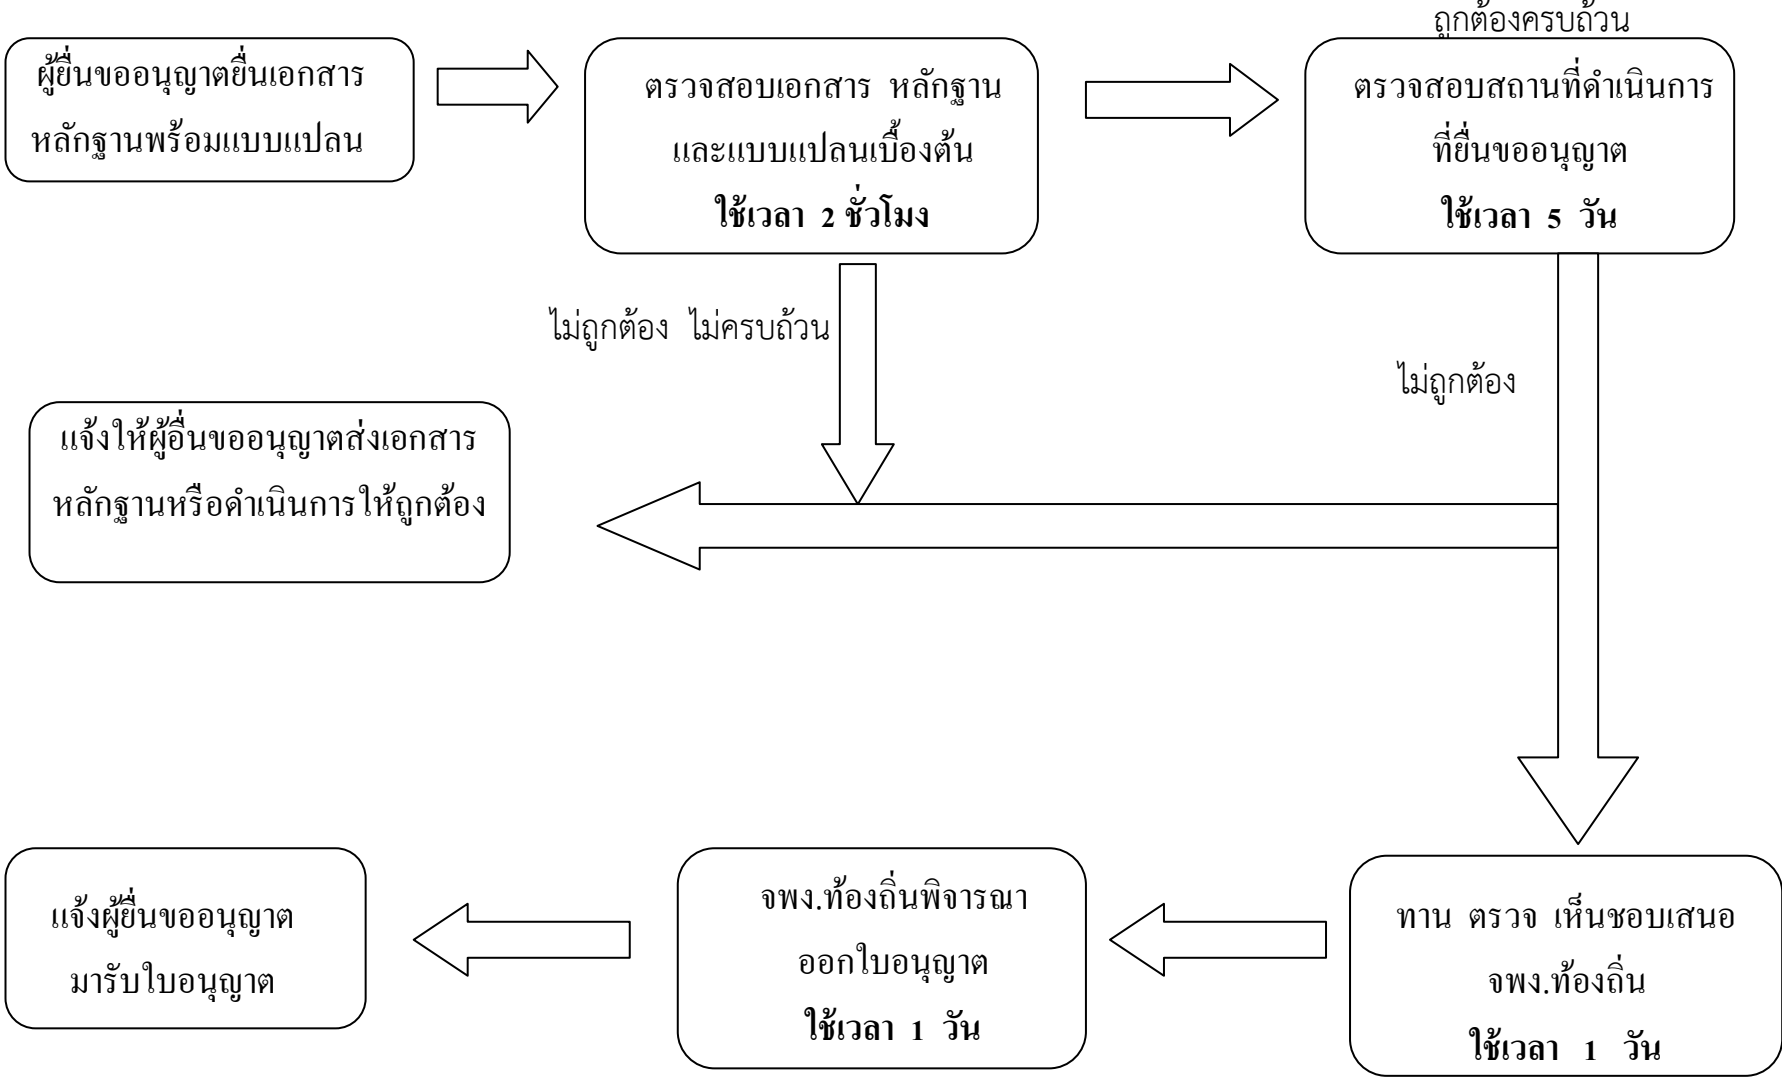 ถูกต้องครบถ้วน
ผู้ยื่นขออนุญาตยื่นเอกสาร
หลักฐานพร้อมแบบแปลน
ตรวจสอบเอกสาร หลักฐาน
และแบบแปลนเบื้องต้น
ใช้เวลา 2 ชั่วโมง
ตรวจสอบสถานที่ดำเนินการ
ที่ยื่นขออนุญาต
ใช้เวลา 5 วัน
ไม่ถูกต้อง ไม่ครบถ้วน
ไม่ถูกต้อง
แจ้งให้ผู้อื่นขออนุญาตส่งเอกสาร
หลักฐานหรือดำเนินการให้ถูกต้อง
ทาน ตรวจ เห็นชอบเสนอ
จพง.ท้องถิ่น
ใช้เวลา 1 วัน
จพง.ท้องถิ่นพิจารณา
ออกใบอนุญาต
ใช้เวลา 1 วัน
แจ้งผู้ยื่นขออนุญาต
มารับใบอนุญาต